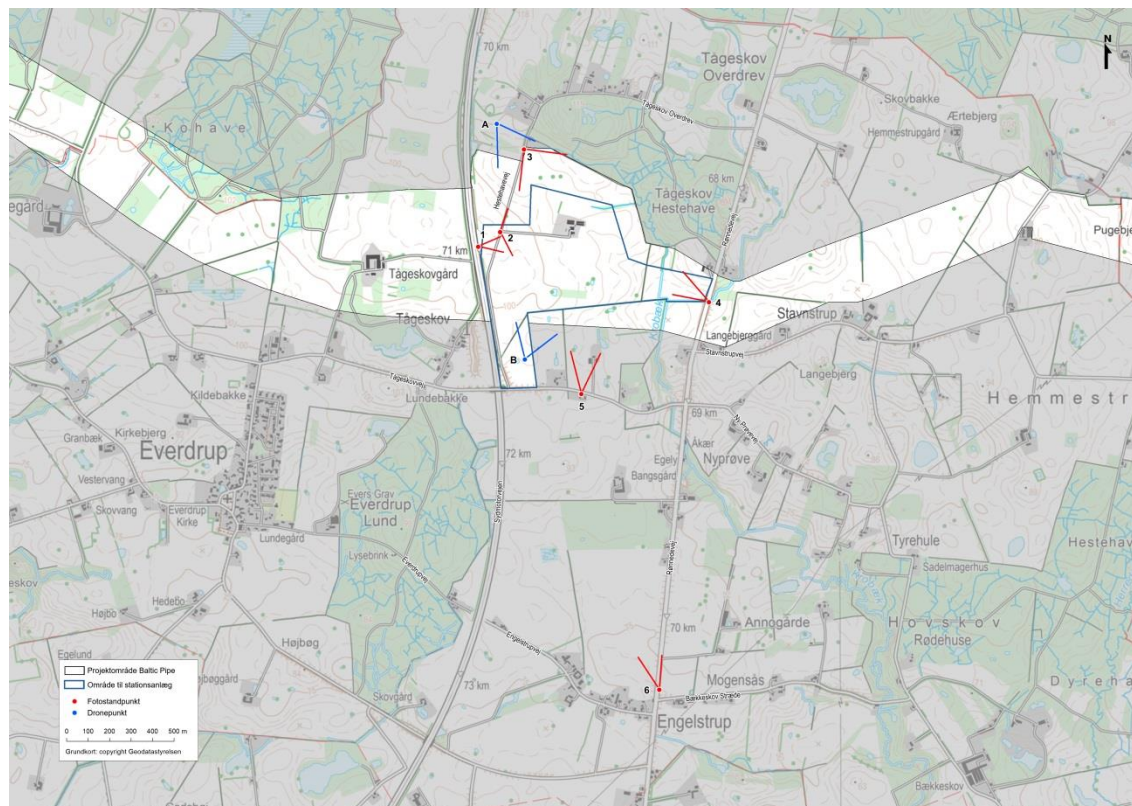 N
70 km
Tågeskov
Overdrev
Tågeskov Overdrev
Skovbakke
Hemmestrupgård
Ærtebjerg
Kohave
A
3
Hestehavevej
68 km
Tågeskov
Hestehave
Rønnedevej
egård
1
2
71 km
Pugebje
Tågeskovgård
Tågeskov
4
Stavnstrup
Langebjerggård
Stavnstrupvej
B
Langebjerg
5
Tågeskovvej
Lundebakke
Kildebakke
Kirkebjerg
Granbæk
Everdrup
Vestervang
Skovvang
Everdrup
Kirke
Lundegård
69 km
Ny Prøvevej
Hemmestr
Åkær
Nyprøve
Egely
Bangsgård
72 km
Sydmotorvejen
Evers Grav
Everdrup
Lund
Lysebrink
Everdrupvej
Tyrehule
Sadelmagerhus
Hestehav
eskov
Højbo
Hedebo
Højbøg
Egelund
jbøggård
Rønnedevej
Engelstrupvej
70 km
Annogårde
Hovskov
Rødehuse
Dyreha
6
Mogensås
Bækkeskov Stræde
Engelstrup
73 km
Skovgård
Bækkeskov
Projektområde Baltic Pipe
Område til stationsanlæg
Fotostandpunkt
Dronepunkt
0 100 200 300 400 500 m
Grundkort: copyright Geodatastyrelsen